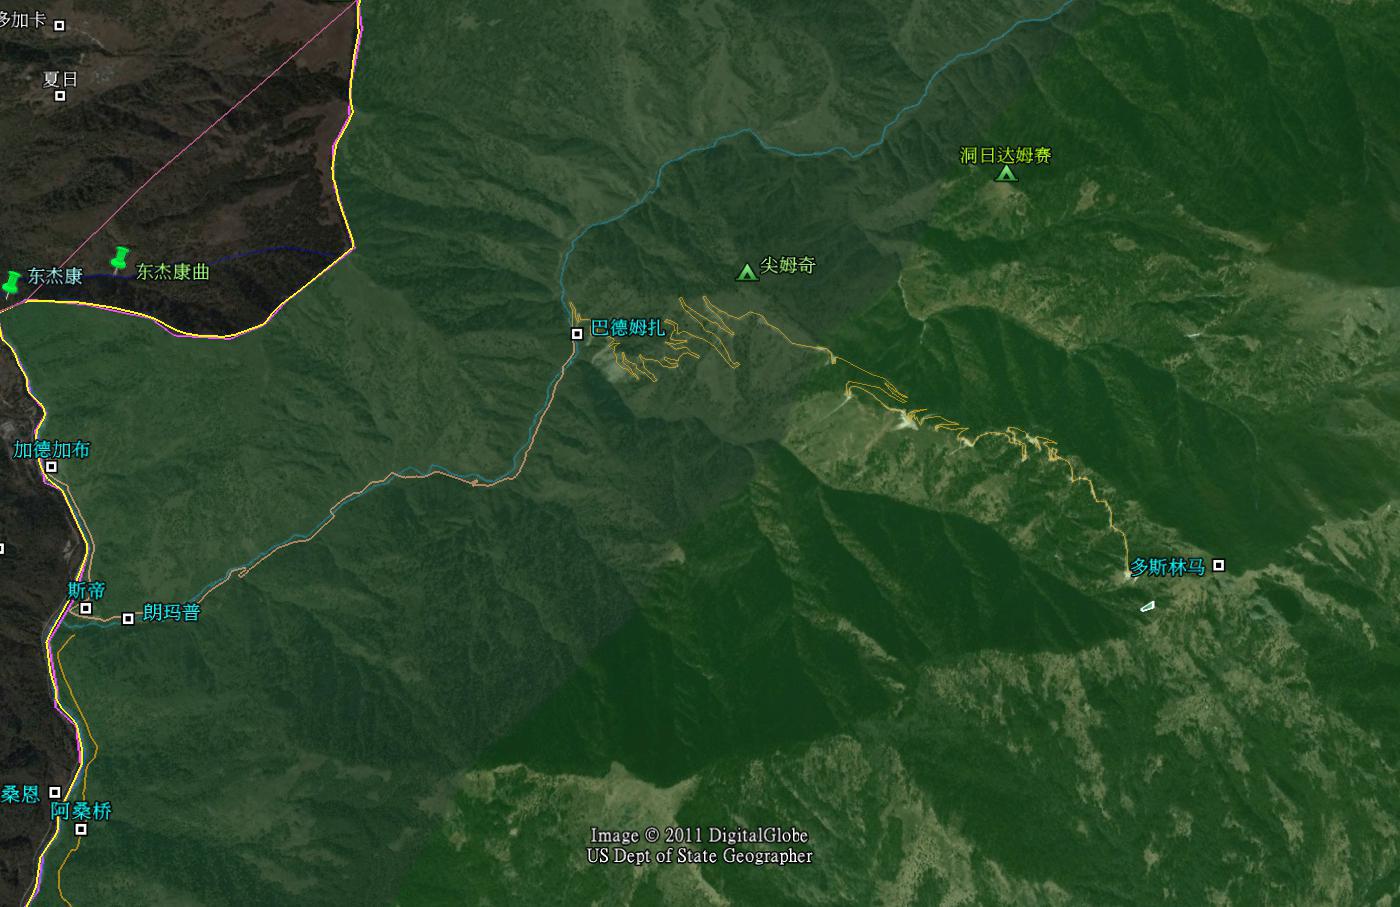 多加卡
夏日
洞日达姆赛
尖姆奇
东杰康
东杰康曲
巴德姆扎
加德加布
多斯林马
斯帝
朗玛普
桑恩
阿桑桥
Image © 2011 DigitalGlobe
US Dept of State Geographer